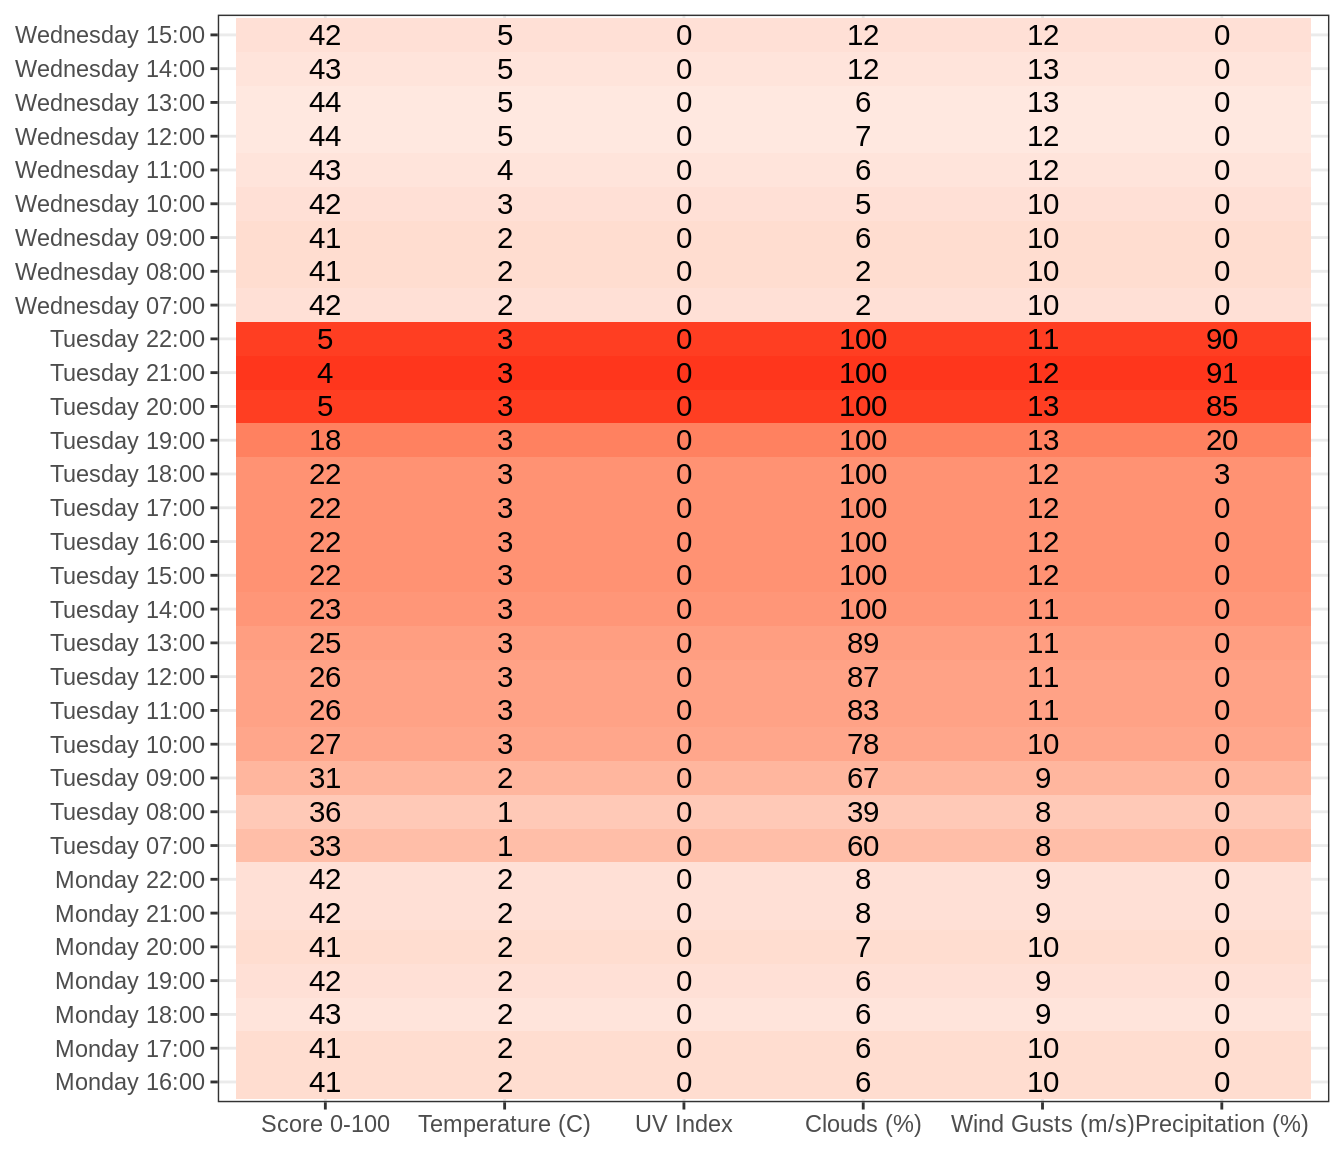 Wednesday 15:00 42 5 0 12 12 0
Wednesday 14:00 43 5 0 12 13 0
Wednesday 13:00 44 5 0 6 13 0
Wednesday 12:00 44 5 0 7 12 0
Wednesday 11:00 43 4 0 6 12 0
Wednesday 10:00 42 3 0 5 10 0
Wednesday 09:00 41 2 0 6 10 0
Wednesday 08:00 41 2 0 2 10 0
Wednesday 07:00 42 2 0 2 10 0
Tuesday 22:00 5 3 0 100 11 90
Tuesday 21:00 4 3 0 100 12 91
Tuesday 20:00 5 3 0 100 13 85
Tuesday 19:00 18 3 0 100 13 20
Tuesday 18:00 22 3 0 100 12 3
Tuesday 17:00 22 3 0 100 12 0
Tuesday 16:00 22 3 0 100 12 0
Tuesday 15:00 22 3 0 100 12 0
Tuesday 14:00 23 3 0 100 11 0
Tuesday 13:00 25 3 0 89 11 0
Tuesday 12:00 26 3 0 87 11 0
Tuesday 11:00 26 3 0 83 11 0
Tuesday 10:00 27 3 0 78 10 0
Tuesday 09:00 31 2 0 67 9 0
Tuesday 08:00 36 1 0 39 8 0
Tuesday 07:00 33 1 0 60 8 0
Monday 22:00 42 2 0 8 9 0
Monday 21:00 42 2 0 8 9 0
Monday 20:00 41 2 0 7 10 0
Monday 19:00 42 2 0 6 9 0
Monday 18:00 43 2 0 6 9 0
Monday 17:00 41 2 0 6 10 0
Monday 16:00 41 2 0 6 10 0
Score 0-100 Temperature (C) UV Index Clouds (%) Wind Gusts (m/s) Precipitation (%)